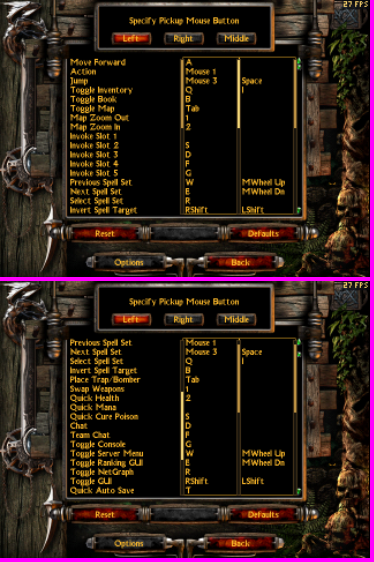 27 FPS
Specify Pickup Mouse Button
Left Right Middle
Move Forward A
Action Mouse 1
Jump Mouse 3 Space
Toggle Inventory Q I
Toggle Book B
Toggle Map Tab
Map Zoom Out 1
Map Zoom In 2
Invoke Slot 1
Invoke Slot 2 S
Invoke Slot 3 D
Invoke Slot 4 F
Invoke Slot 5 G
Previous Spell Set W MWheel Up
Next Spell Set E MWheel Dn
Select Spell Set R
Invert Spell Target RShift LShift
Reset Defaults
Options Back
27 FPS
Specify Pickup Mouse Button
Left Right Middle
Previous Spell Set Mouse 1
Next Spell Set Mouse 3 Space
Select Spell Set Q I
Invert Spell Target B
Place Trap/Bomber Tab
Swap Weapons 1
Quick Health 2
Quick Mana
Quick Cure Poison S
Chat D
Team Chat F
Toggle Console G
Toggle Server Menu W MWheel Up
Toggle Ranking GUI E MWheel Dn
Toggle NetGraph R
Toggle GUI RShift LShift
Quick Auto Save T
Reset Defaults
Options Back